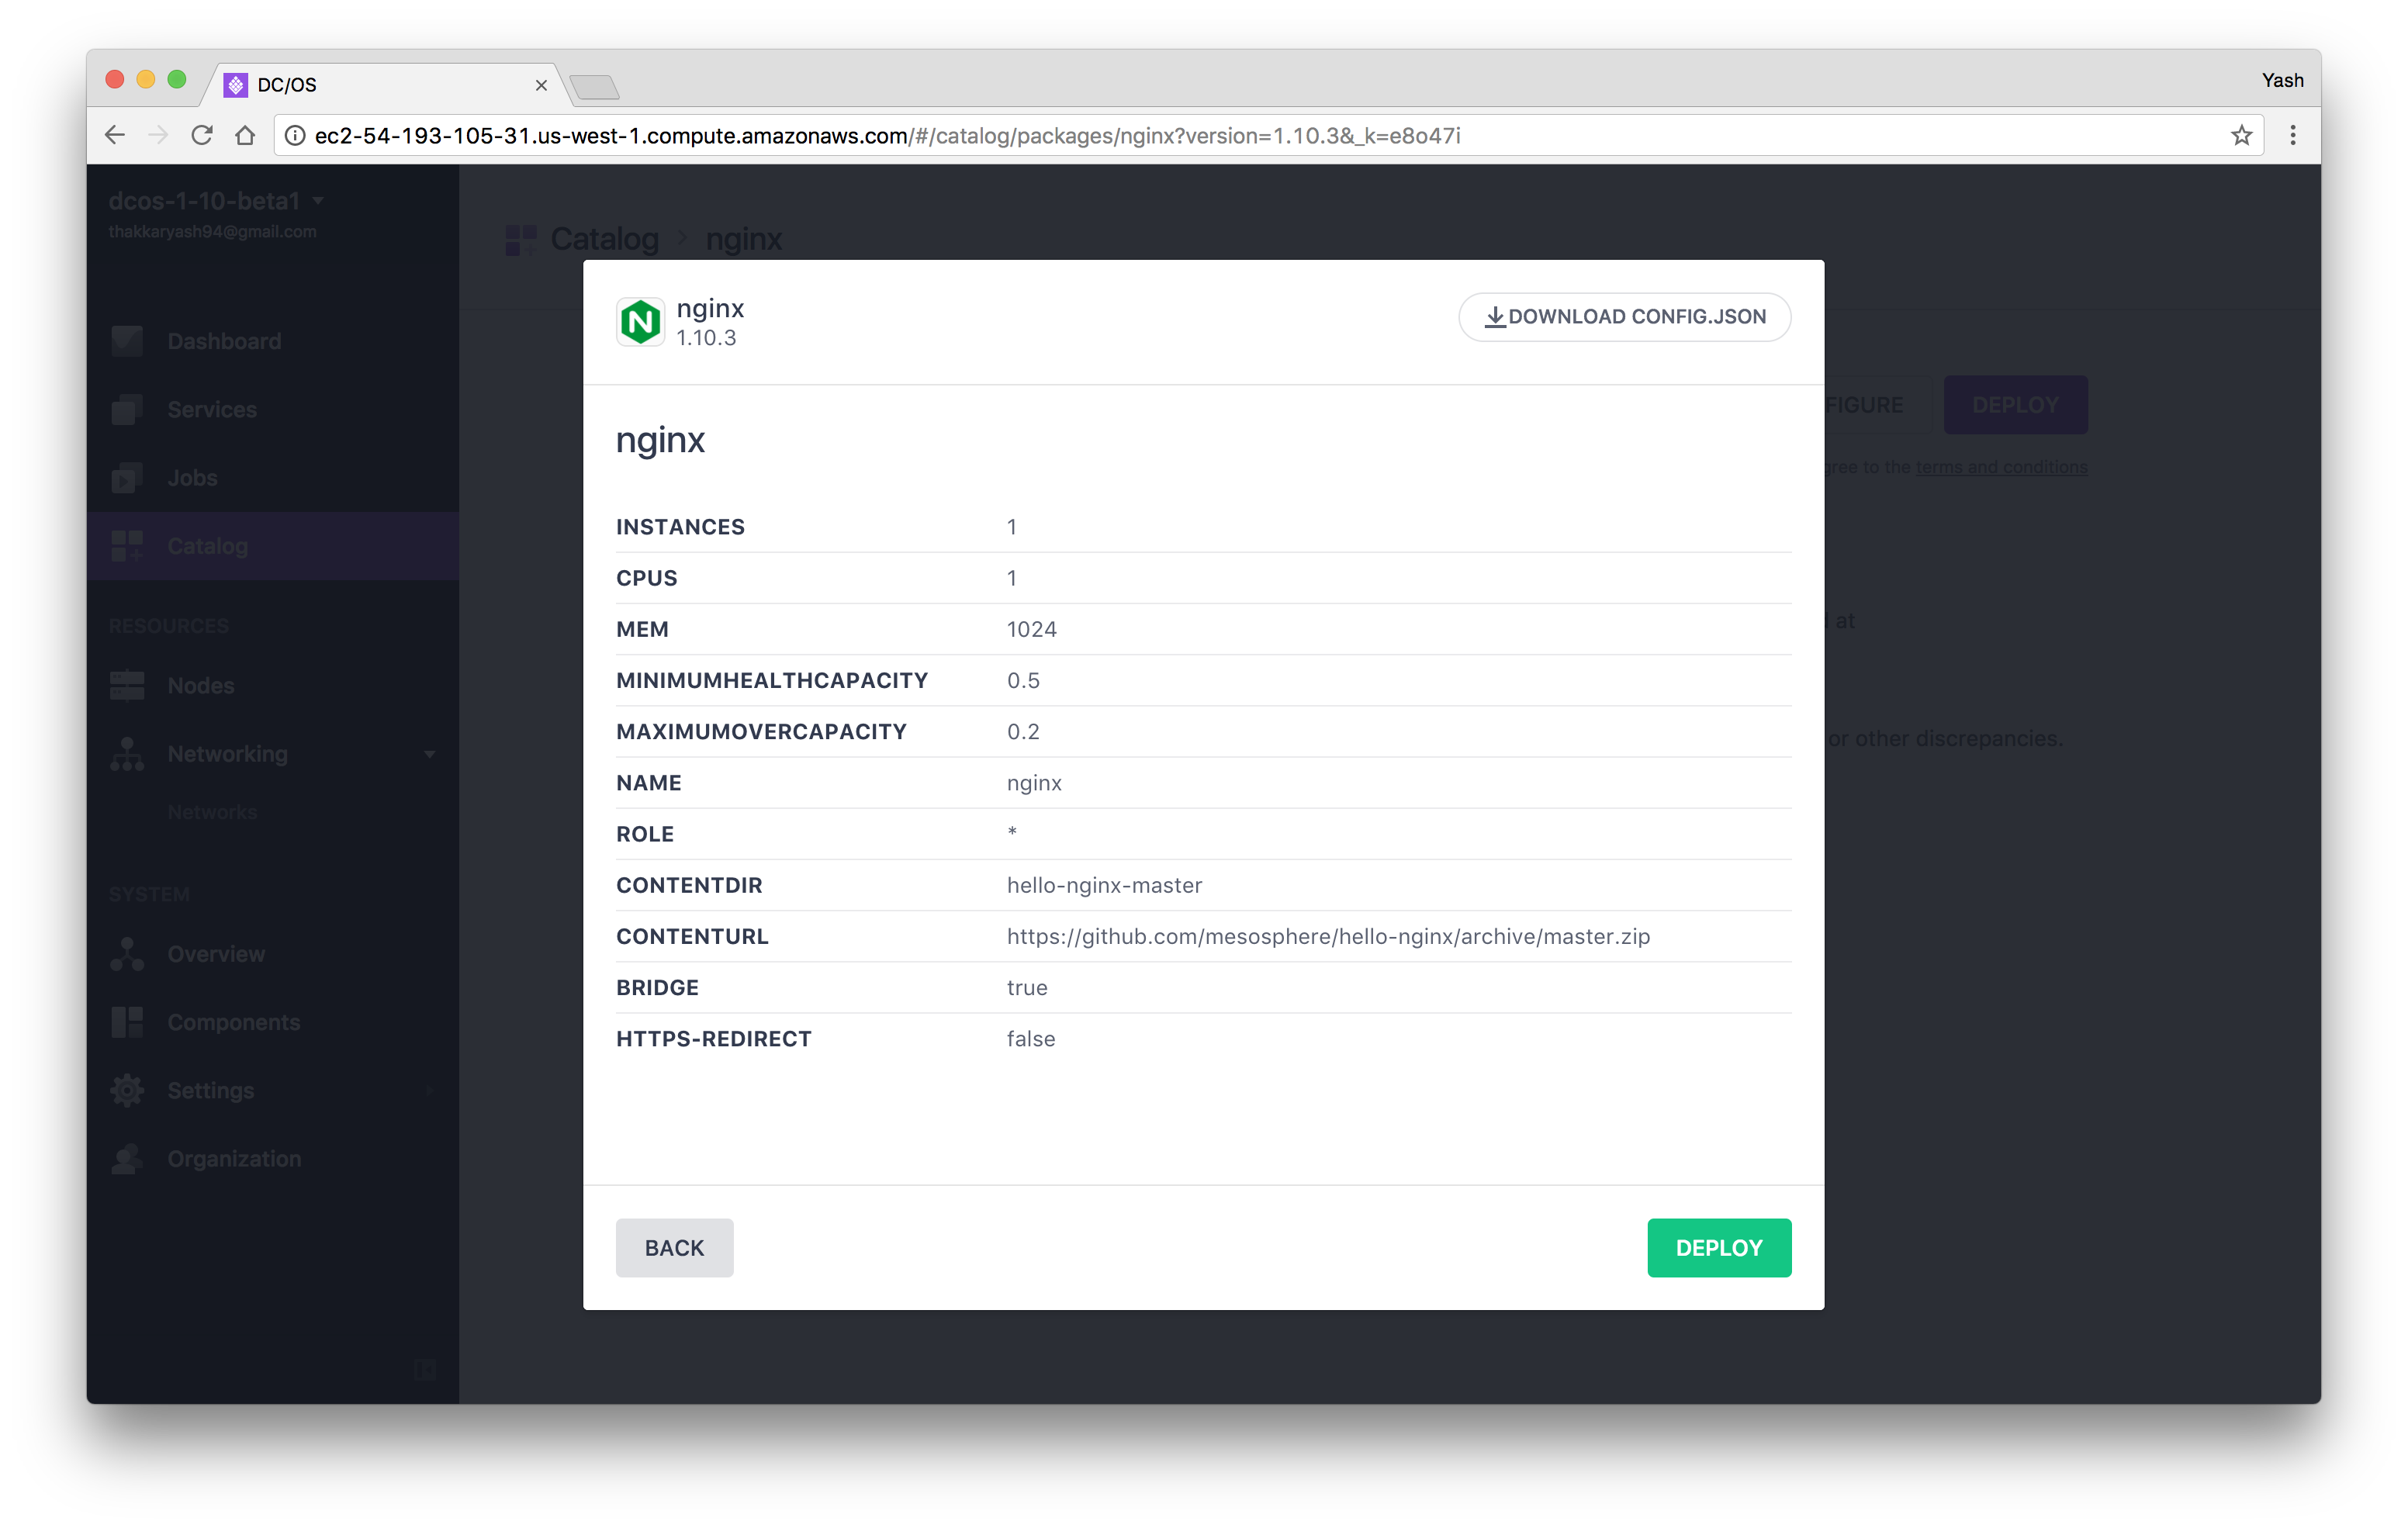 DC/OS
Yash
ec2-54-193-105-31.us-west-1.compute.amazonaws.com/#/catalog/packages/nginx?version=1.10.3&_k=e8o47i
dcos-1-10-beta1
thakkaryash94@gmail.com
Dashboard
Services
Jobs
Catalog
RESOURCES
Nodes
Networking
Networks
SYSTEM
Overview
Components
Settings
Organization
Catalog > nginx
DEPLOY
agree to the terms and conditions
at
or other discrepancies.
nginx
1.10.3
DOWNLOAD CONFIG.JSON
nginx
INSTANCES 1
CPUS 1
MEM 1024
MINIMUMHEALTHCAPACITY 0.5
MAXIMUMOVERCAPACITY 0.2
NAME nginx
ROLE *
CONTENTDIR hello-nginx-master
CONTENTURL https://github.com/mesosphere/hello-nginx/archive/master.zip
BRIDGE true
HTTPS-REDIRECT false
BACK
DEPLOY